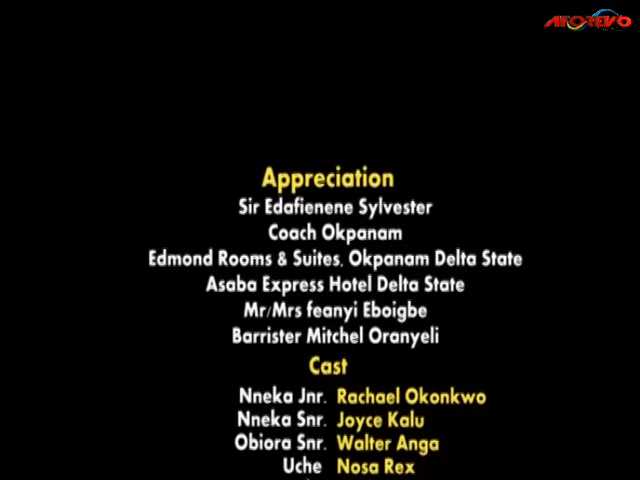 AFOREVO
Appreciation
Sir Edafienene Sylvester
Coach Okpanam
Edmond Rooms & Suites, Okpanam Delta State
Asaba Express Hotel Delta State
Mr/Mrs feanyi Eboigbe
Barrister Mitchel Oranyeli
Cast
Nneka Jnr. Rachael Okonkwo
Nneka Snr. Joyce Kalu
Obiora Snr. Walter Anga
Uche Nosa Rex